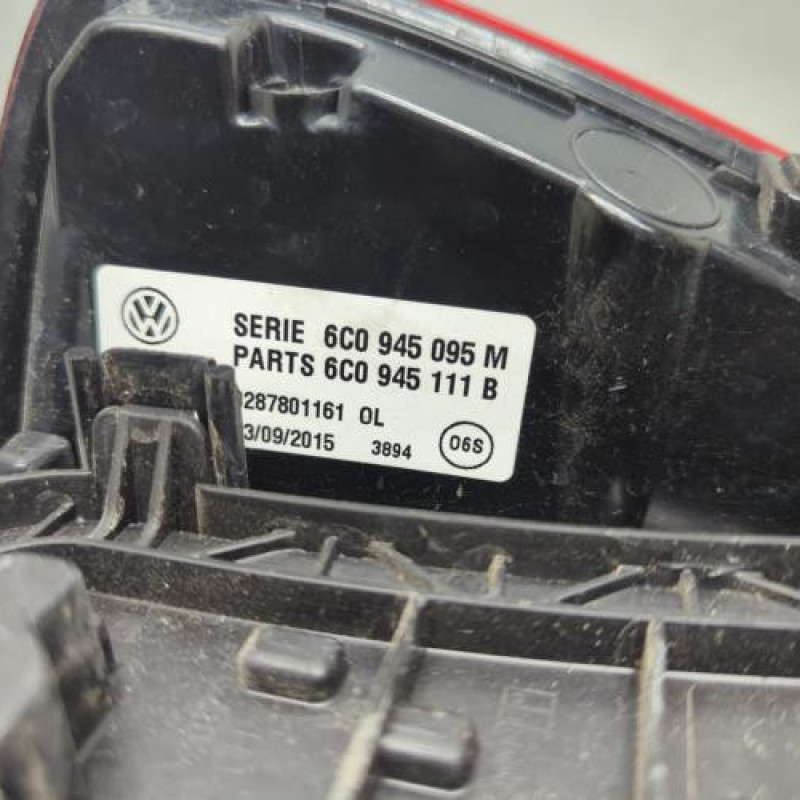 SERIE 6C0 945 095 M
PARTS 6C0 945 111 B
287801161 OL
3/09/2015 3894 06S